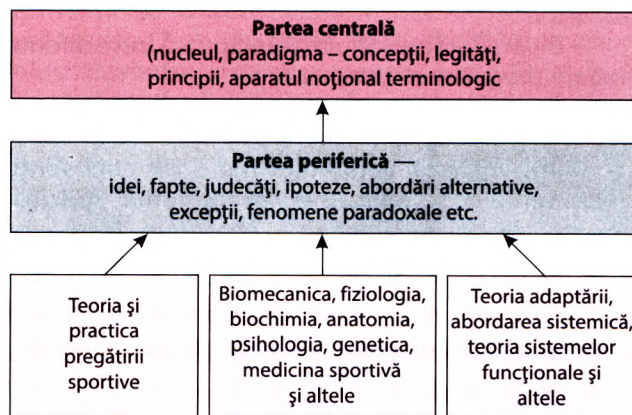 Partea centrală
(nucleul, paradigma – concepţii, legităţi,
principii, aparatul noţional terminologic
Partea periferică —
idei, fapte, judecăţi, ipoteze, abordări alternative,
excepţii, fenomene paradoxale etc.
Teoria şi
practica
pregătirii
sportive
Biomecanica, fiziologia,
biochimia, anatomia,
psihologia, genetica,
medicina sportivă
şi altele
Teoria adaptării,
abordarea sistemică,
teoria sistemelor
funcţionale şi
altele